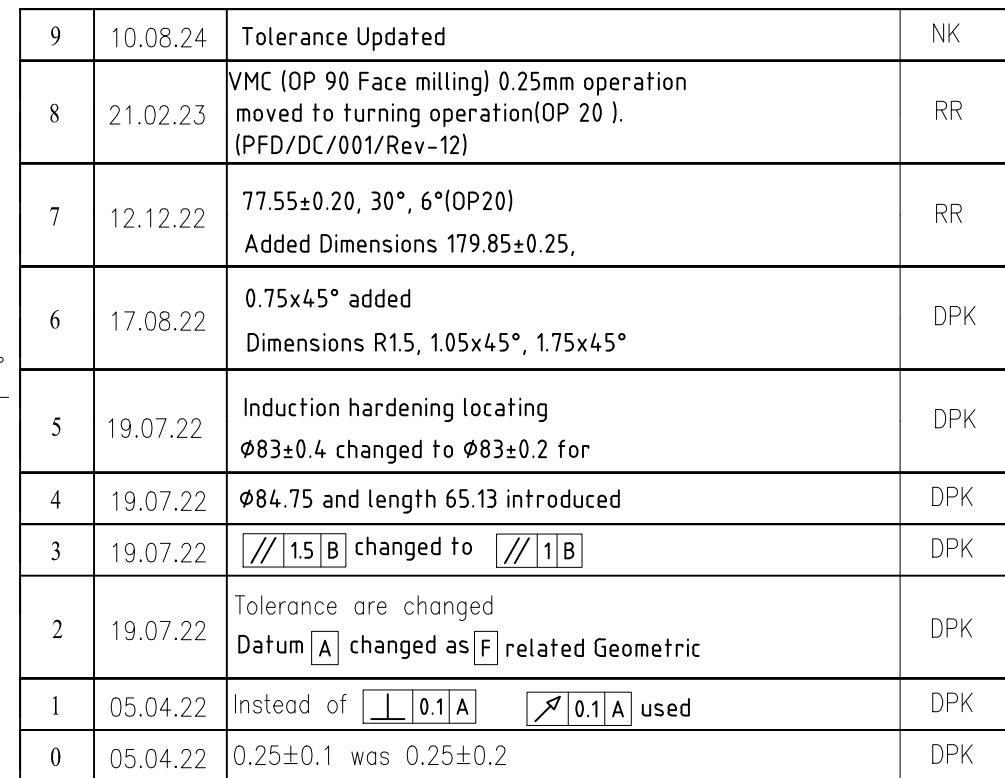 9 10.08.24 Tolerance Updated NK
VMC (OP 90 Face milling) 0.25mm operation
8 21.02.23 moved to turning operation(OP 20 ). RR
(PFD/DC/001/Rev-12)
77.55±0.20, 30°, 6°(OP20)
7 12.12.22 RR
Added Dimensions 179.85±0.25,
0.75x45° added
6 17.08.22 DPK
Dimensions R1.5, 1.05x45°, 1.75x45°
Induction hardening locating
5 19.07.22 DPK
Ø83±0.4 changed to Ø83±0.2 for
4 19.07.22 Ø84.75 and length 65.13 introduced DPK
3 19.07.22 // 1.5 B changed to // 1 B DPK
Tolerance are changed
2 19.07.22 DPK
Datum A changed as F related Geometric
1 05.04.22 Instead of ⊥ 0.1 A ↗ 0.1 A used DPK
0 05.04.22 0.25±0.1 was 0.25±0.2 DPK